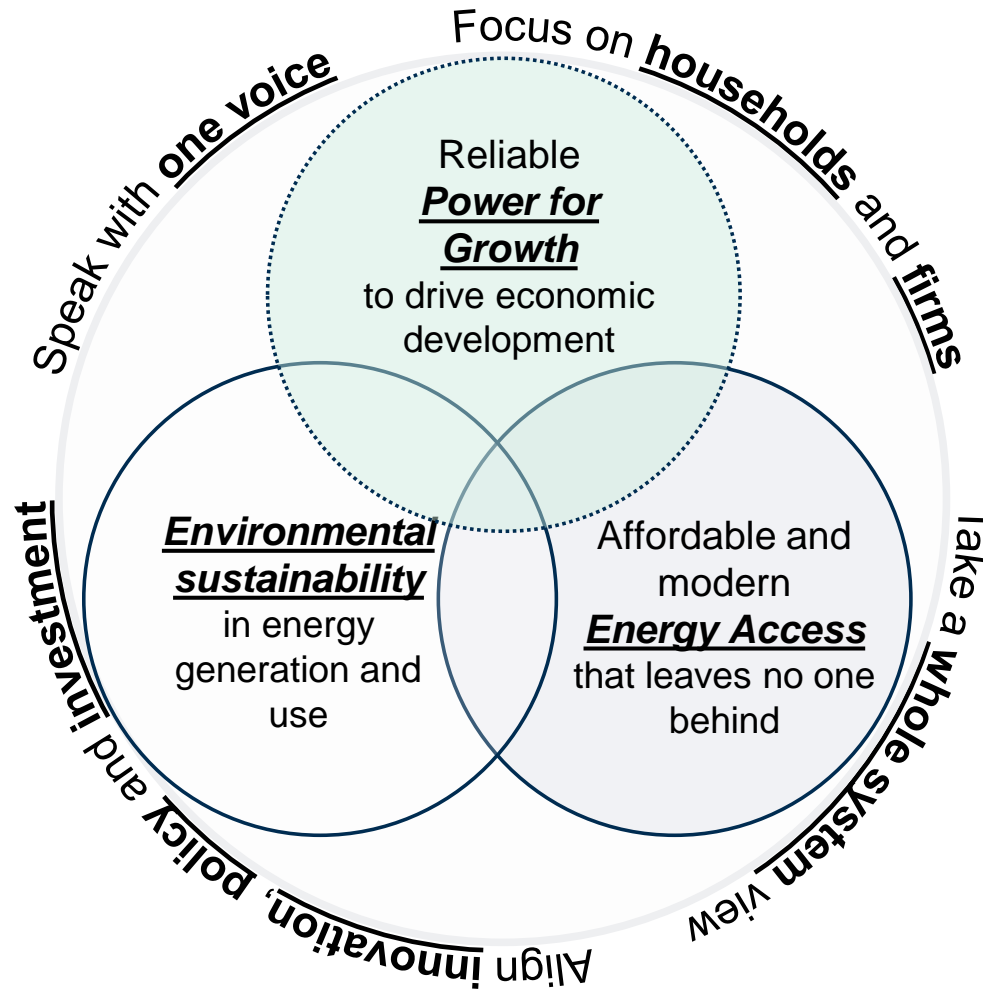 Speak with one voice
Focus on households and firms
Take a whole system view
Align innovation, policy and investment
Reliable
Power for
Growth
to drive economic
development
Environmental
sustainability
in energy
generation and
use
Affordable and
modern
Energy Access
that leaves no one
behind